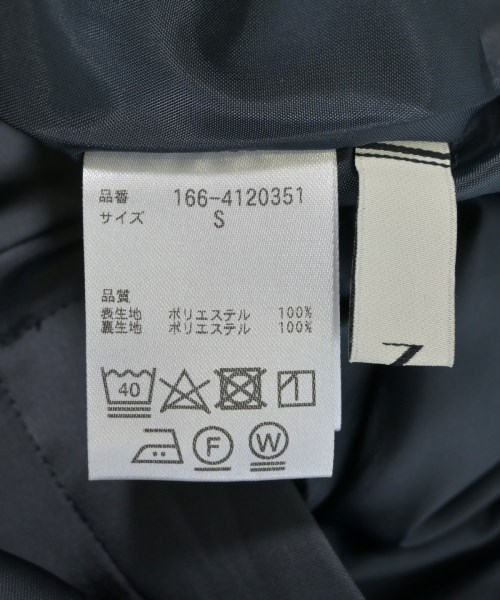 品番 166-4120351
サイズ S
品質
表生地 ポリエステル 100%
裏生地 ポリエステル 100%
40
F W